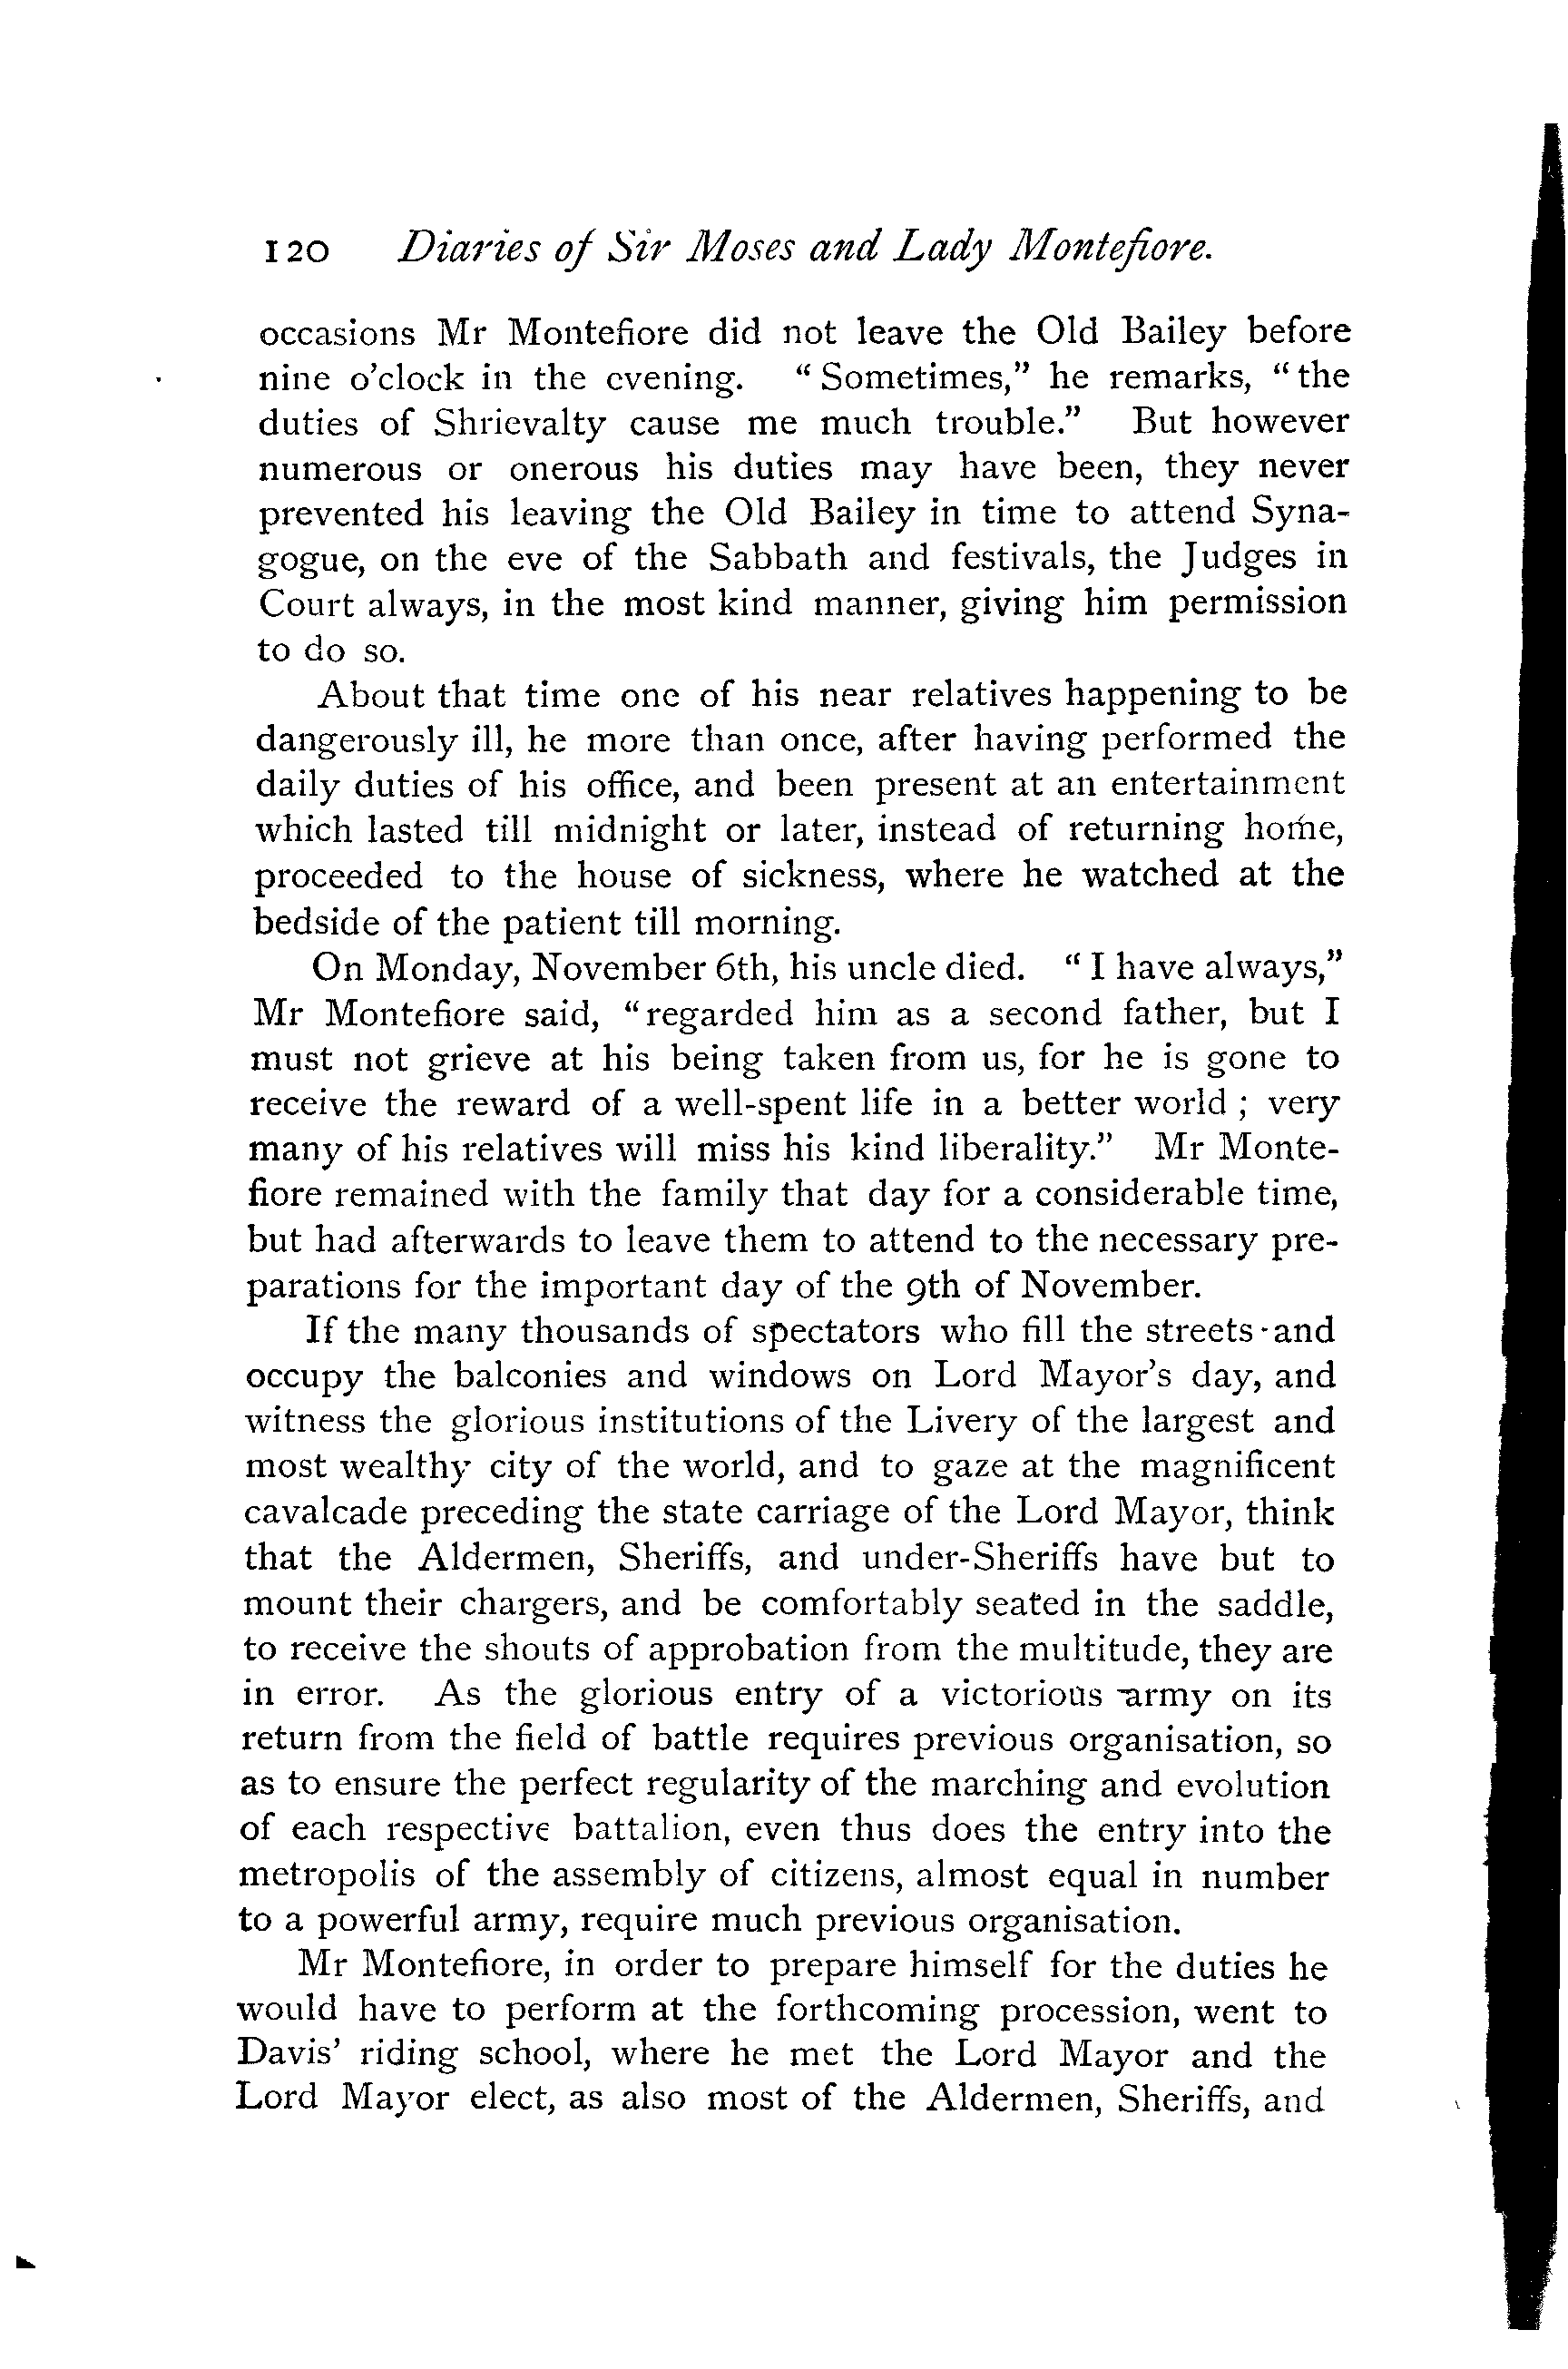 120 Diaries of Sir Moses and Lady Montefiore.
occasions Mr Montefiore did not leave the Old Bailey before
nine o'clock in the evening. "Sometimes," he remarks, "the
duties of Shrievalty cause me much trouble." But however
numerous or onerous his duties may have been, they never
prevented his leaving the Old Bailey in time to attend Syna-
gogue, on the eve of the Sabbath and festivals, the Judges in
Court always, in the most kind manner, giving him permission
to do so.
About that time one of his near relatives happening to be
dangerously ill, he more than once, after having performed the
daily duties of his office, and been present at an entertainment
which lasted till midnight or later, instead of returning home,
proceeded to the house of sickness, where he watched at the
bedside of the patient till morning.
On Monday, November 6th, his uncle died. "I have always,"
Mr Montefiore said, "regarded him as a second father, but I
must not grieve at his being taken from us, for he is gone to
receive the reward of a well-spent life in a better world; very
many of his relatives will miss his kind liberality." Mr Monte-
fiore remained with the family that day for a considerable time,
but had afterwards to leave them to attend to the necessary pre-
parations for the important day of the 9th of November.
If the many thousands of spectators who fill the streets and
occupy the balconies and windows on Lord Mayor's day, and
witness the glorious institutions of the Livery of the largest and
most wealthy city of the world, and to gaze at the magnificent
cavalcade preceding the state carriage of the Lord Mayor, think
that the Aldermen, Sheriffs, and under-Sheriffs have but to
mount their chargers, and be comfortably seated in the saddle,
to receive the shouts of approbation from the multitude, they are
in error. As the glorious entry of a victorious army on its
return from the field of battle requires previous organisation, so
as to ensure the perfect regularity of the marching and evolution
of each respective battalion, even thus does the entry into the
metropolis of the assembly of citizens, almost equal in number
to a powerful army, require much previous organisation.
Mr Montefiore, in order to prepare himself for the duties he
would have to perform at the forthcoming procession, went to
Davis' riding school, where he met the Lord Mayor and the
Lord Mayor elect, as also most of the Aldermen, Sheriffs, and